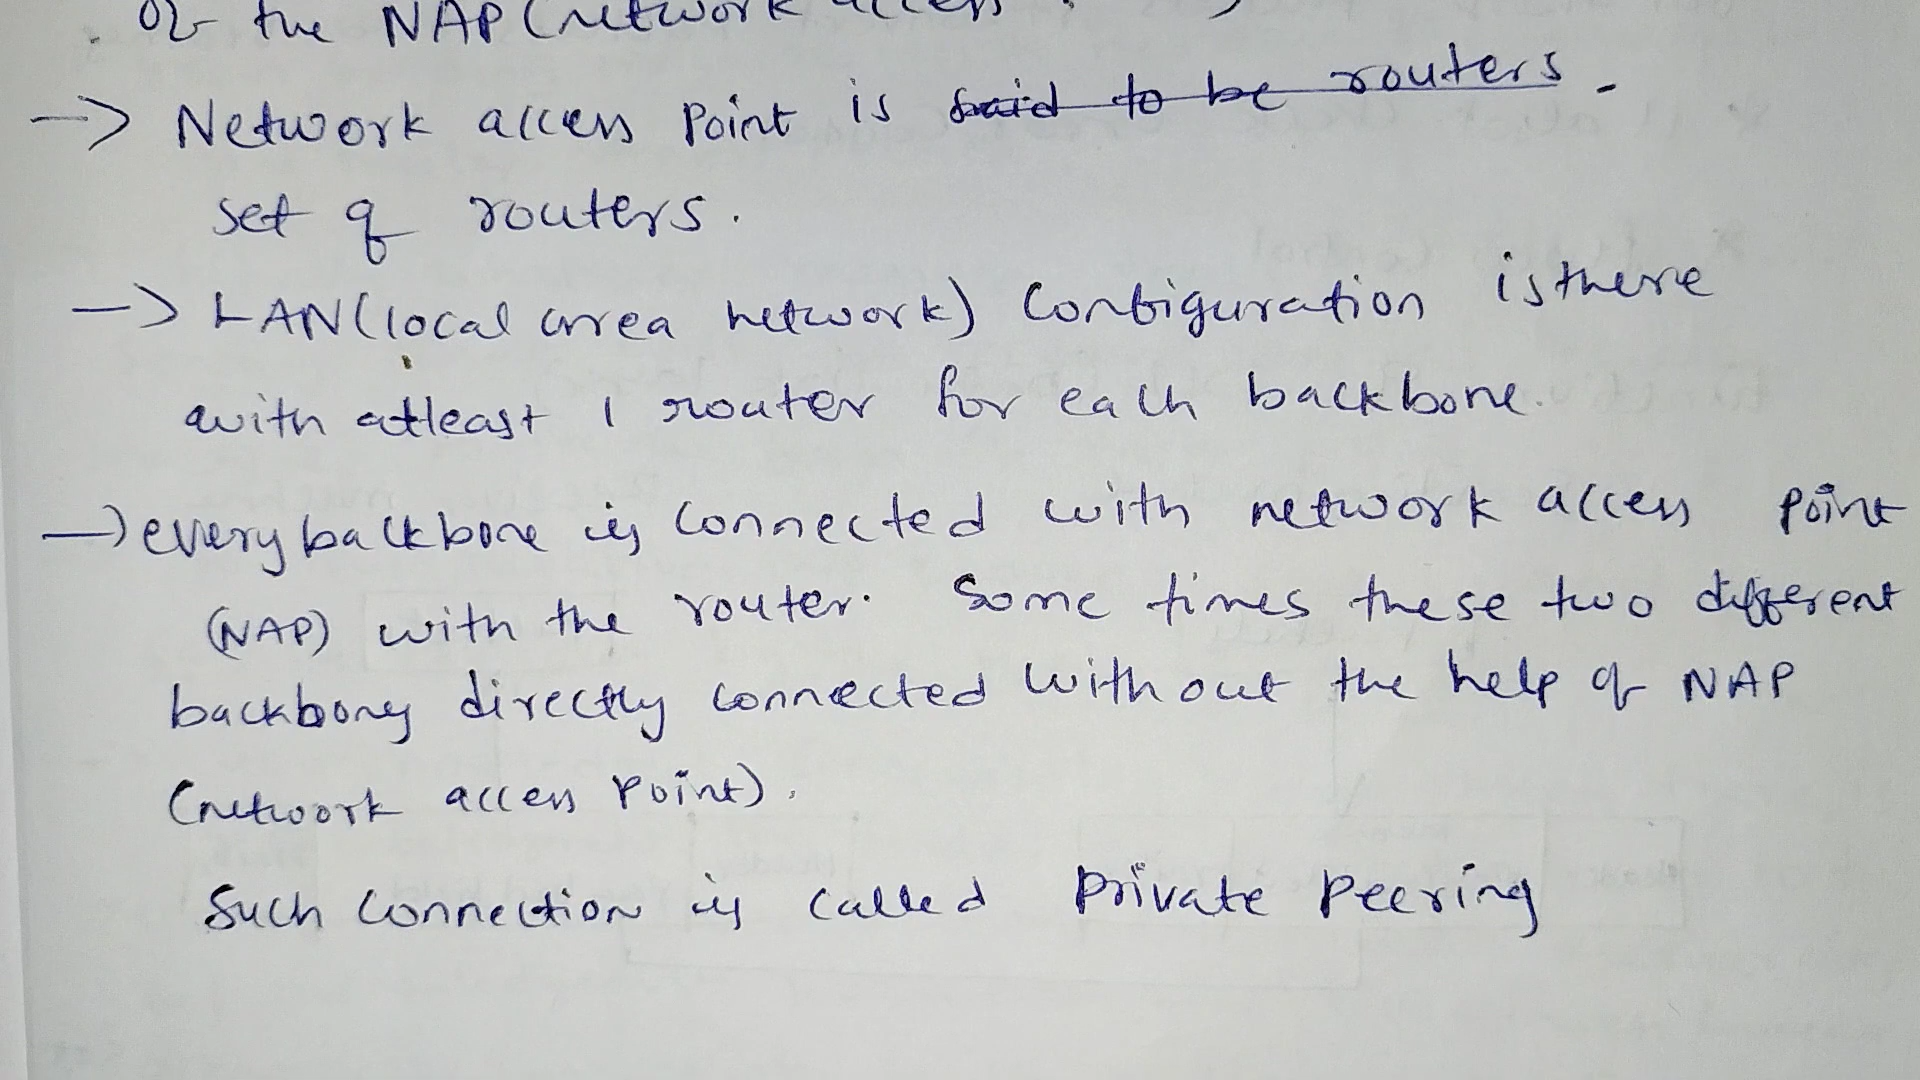 of the NAP (network access
-> Network access Point is said to be routers.
set of routers.
-> LAN (local area network) Configuration is there
with atleast 1 router for each backbone.
-> every backbone is Connected with network access point
(NAP) with the router. Some times these two different
backbones directly connected without the help of NAP
(network access Point).
Such Connection is Called Private Peering